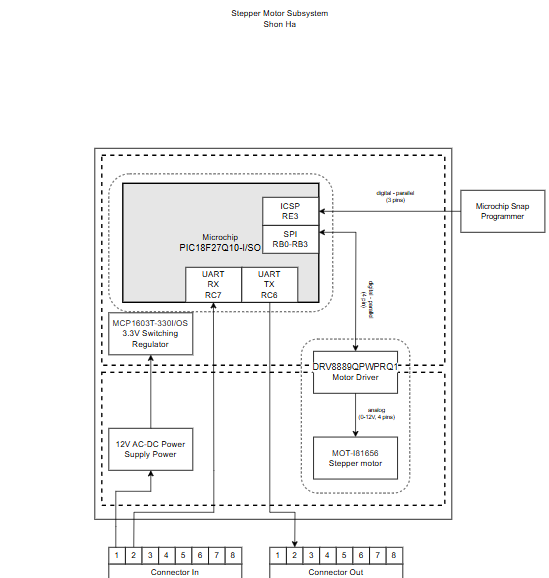 Stepper Motor Subsystem
Shon Ha
digital - parallel
(3 pins)
Microchip Snap
Programmer
ICSP
RE3
Microchip
PIC18F27Q10-I/SO
SPI
RB0-RB3
UART
RX
RC7
UART
TX
RC6
digital - parallel
(4 pin)
MCP1603T-330I/OS
3.3V Switching
Regulator
DRV8889QPWPRQ1
Motor Driver
analog
(0-12V, 4 pins)
12V AC-DC Power
Supply Power
MOT-I81656
Stepper motor
1 2 3 4 5 6 7 8
Connector In
1 2 3 4 5 6 7 8
Connector Out